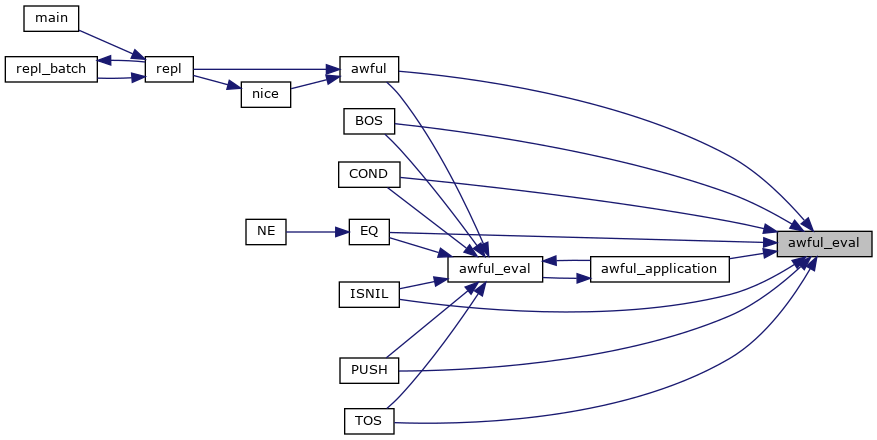 main
repl_batch
repl
nice
awful
BOS
COND
NE
EQ
awful_eval
awful_application
awful_eval
ISNIL
PUSH
TOS